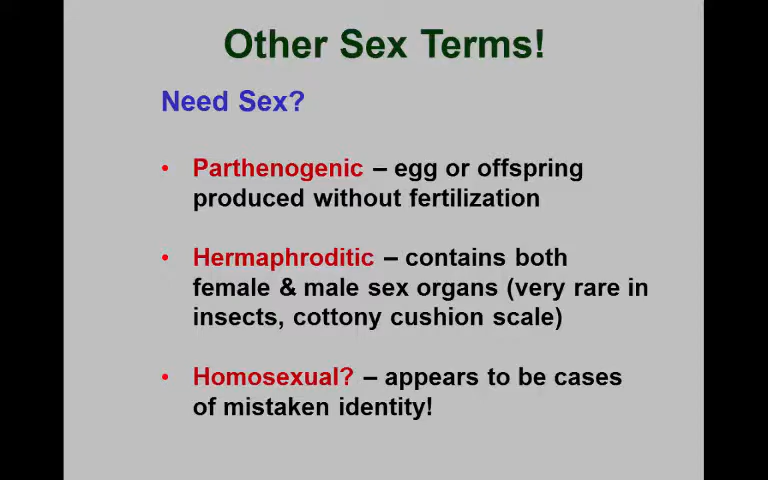 Other Sex Terms!
Need Sex?
• Parthenogenic – egg or offspring
produced without fertilization
• Hermaphroditic – contains both
female & male sex organs (very rare in
insects, cottony cushion scale)
• Homosexual? – appears to be cases
of mistaken identity!